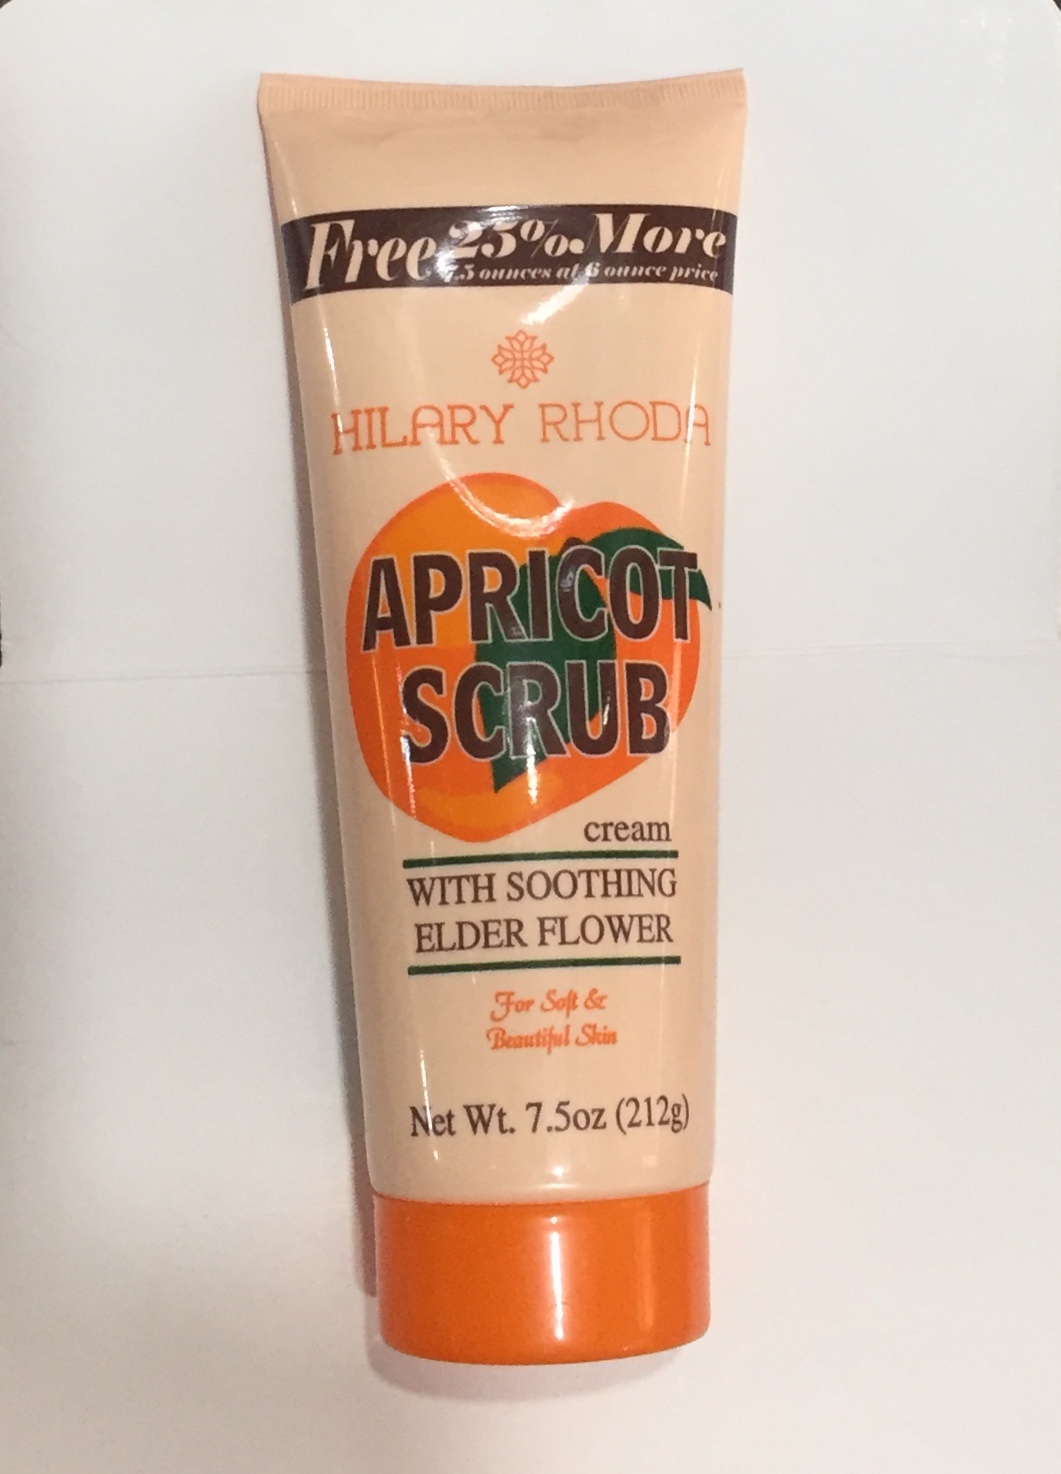 Free 25% More
7.5 ounces at 6 ounce price
HILARY RHODA
APRICOT
SCRUB
cream
WITH SOOTHING
ELDER FLOWER
For Soft &
Beautiful Skin
Net Wt. 7.5oz (212g)